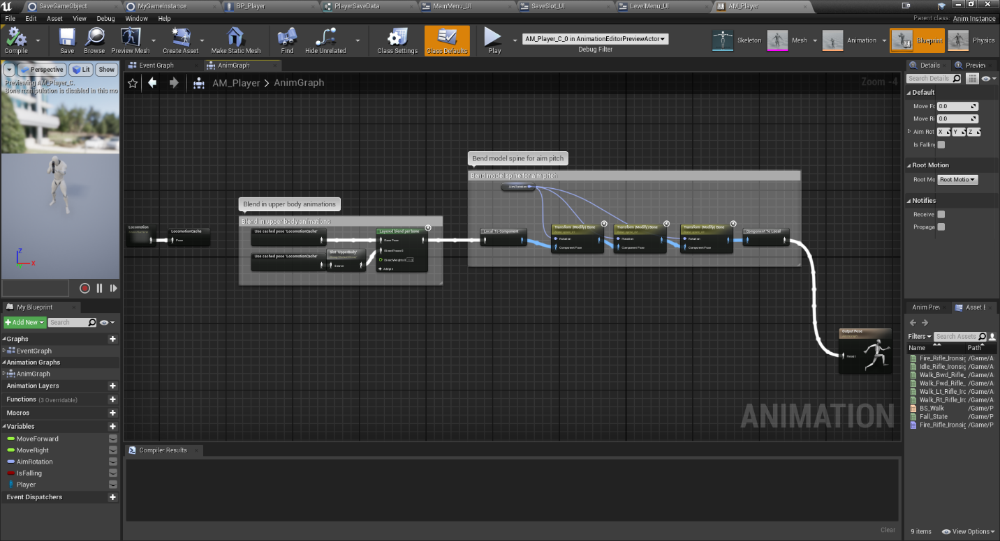 SaveGameObject
MyGameInstance
BP_Player
PlayerSaveData
MainMenu_UI
SaveSlot_UI
LevelMenu_UI
AM_Player
File Edit Asset View Debug Window Help
Parent class: Anim Instance
Compile
Save
Browse
Preview Mesh
Create Asset
Make Static Mesh
Find
Hide Unrelated
Class Settings
Class Defaults
Play
AM_Player_C_0 in AnimationEditorPreviewActor
Debug Filter
Skeleton
Mesh
Animation
Blueprint
Physics
Perspective
Lit
Show
Previewing AM_Player_C.
Bone manipulation is disabled in this mo
Z
X
Event Graph
AnimGraph
AM_Player > AnimGraph
Zoom -4
Bend model spine for aim pitch
Bend model spine for aim pitch
AimRotation
Blend in upper body animations
Blend in upper body animations
Locomotion
LocomotionCache
Pose
Use cached pose 'LocomotionCache'
Use cached pose 'LocomotionCache'
Slot 'UpperBody'
Source
Layered blend per bone
Base Pose
Blend Poses 0
Blend Weights 0 1.0
Add pin
Local To Component
Transform (Modify) Bone
Rotation
Component Pose
Transform (Modify) Bone
Rotation
Component Pose
Transform (Modify) Bone
Rotation
Component Pose
Component To Local
Output Pose
AnimGraph
Result
ANIMATION
My Blueprint
Add New
Search
Graphs
EventGraph
Animation Graphs
AnimGraph
Animation Layers
Functions (3 Overridable)
Macros
Variables
MoveForward
MoveRight
AimRotation
IsFalling
Player
Event Dispatchers
Compiler Results
Clear
Details
Preview
Search Details
Default
Move Fo 0.0
Move Ri 0.0
Aim Rot X Y Z
Is Falling
Root Motion
Root Mo Root Motio
Notifies
Receive
Propaga
Anim Prev
Asset B
Filters
Search Assets
Name Path
Fire_Rifle_Ironsig /Game/A
Idle_Rifle_Ironsig /Game/A
Walk_Bwd_Rifle_ /Game/A
Walk_Fwd_Rifle_ /Game/A
Walk_Lt_Rifle_Iro /Game/A
Walk_Rt_Rifle_Iro /Game/A
BS_Walk /Game/P
Fall_State /Game/P
Fire_Rifle_Ironsig /Game/P
9 items
View Options